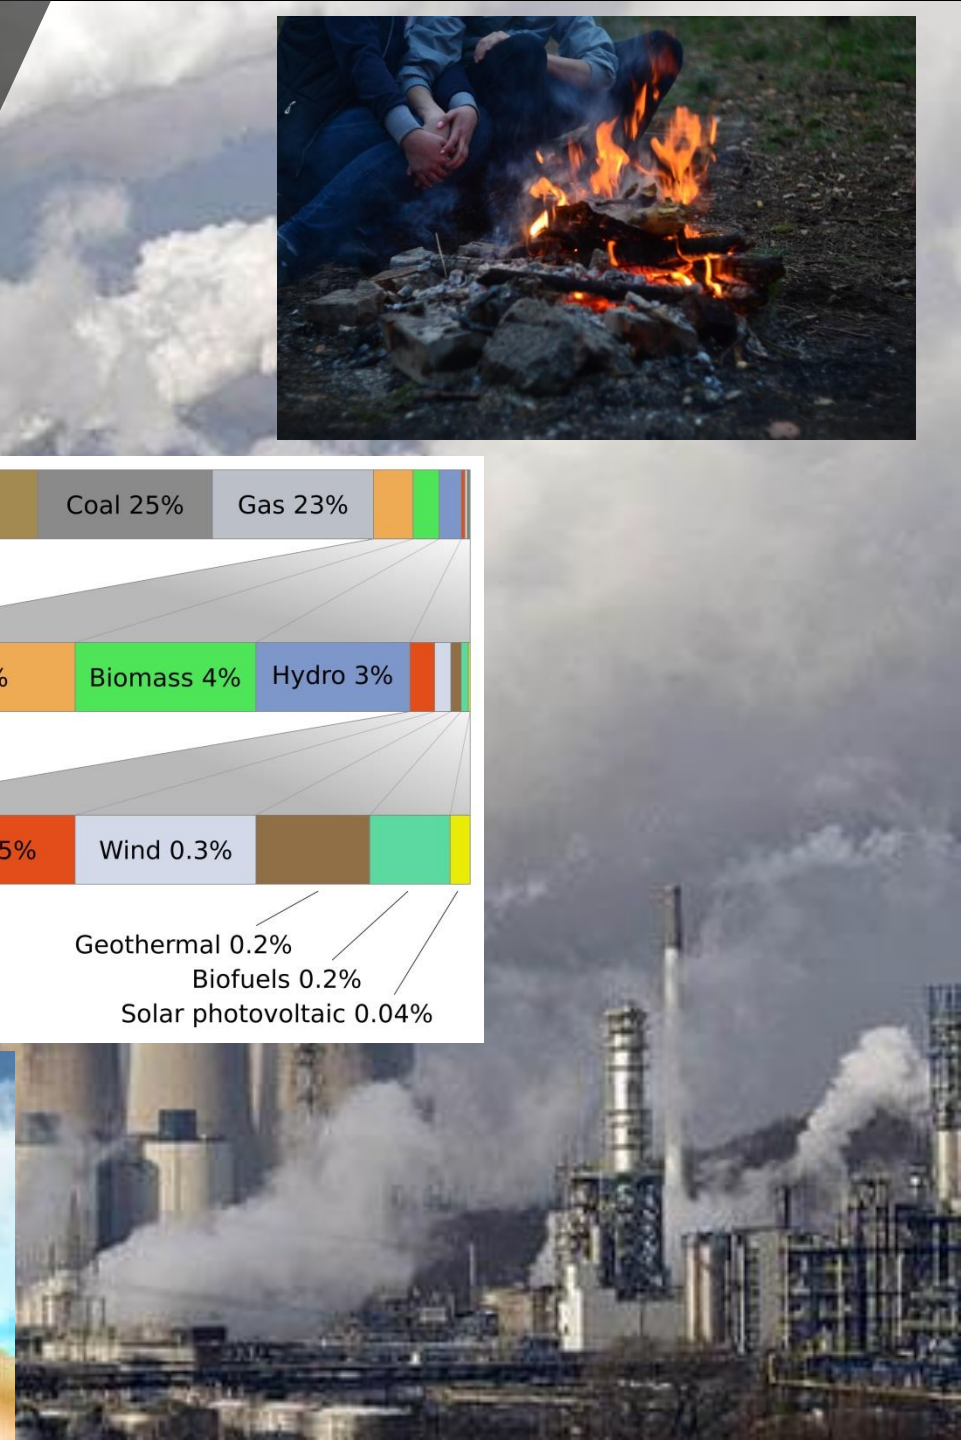 Coal 25% Gas 23%
% Biomass 4% Hydro 3%
5% Wind 0.3%
Geothermal 0.2%
Biofuels 0.2%
Solar photovoltaic 0.04%